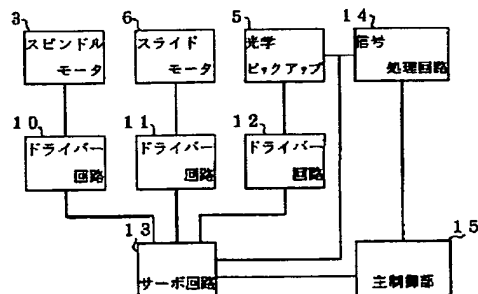 3
スピンドル
モータ
6
スライド
モータ
5
光学
ピックアップ
14
信号
処理回路
10
ドライバー
回路
11
ドライバー
回路
12
ドライバー
回路
13
サーボ回路
15
主制御部